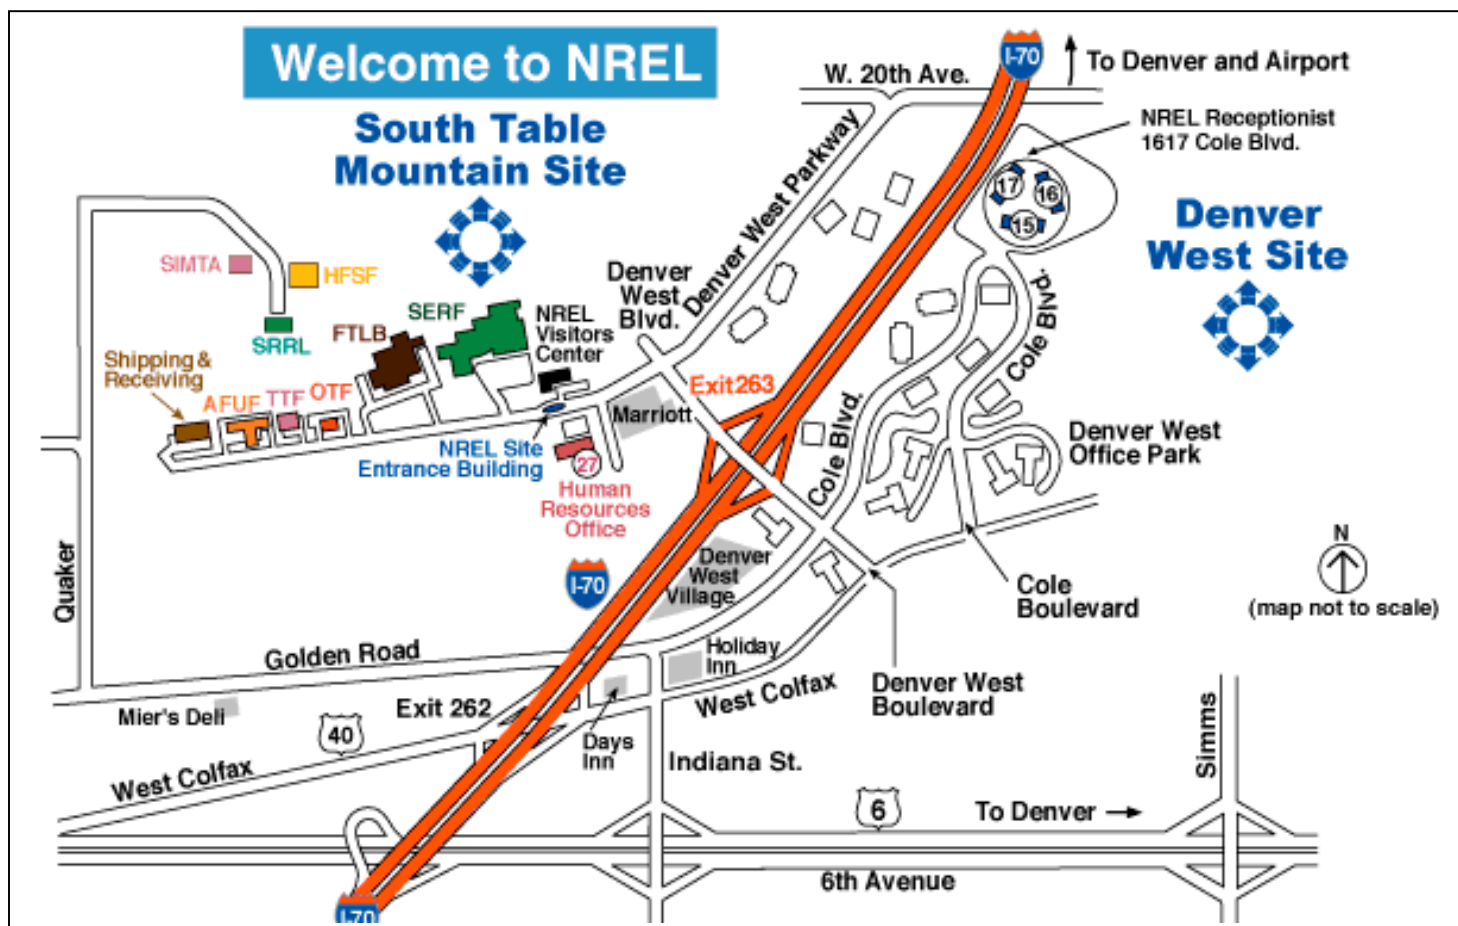 Welcome to NREL
South Table
Mountain Site
I-70
To Denver and Airport
W. 20th Ave.
NREL Receptionist
1617 Cole Blvd.
Denver West Parkway
17
16
15
Denver
West Site
SIMTA
HFSF
Denver
West
Blvd.
Cole Blvd.
SERF
NREL
Visitors
Center
FTLB
SRRL
Shipping &
Receiving
AFUF
TTF
OTF
Exit263
Marriott
NREL Site
Entrance Building
27
Human
Resources
Office
Cole Blvd.
Denver West
Office Park
Quaker
I-70
Denver
West
Village
N
(map not to scale)
Cole
Boulevard
Golden Road
Holiday
Inn
West Colfax
Denver West
Boulevard
Mier's Deli
Exit 262
40
Days
Inn
Indiana St.
West Colfax
Simms
6
To Denver
6th Avenue
I-70